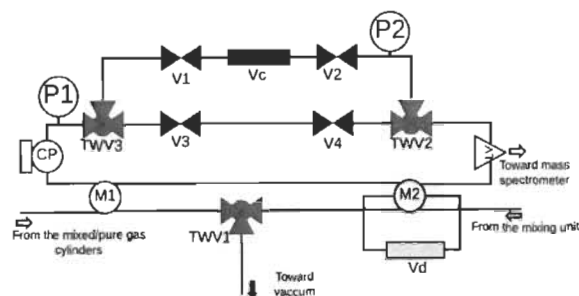 P2
V1
Vc
V2
P1
TWV3
V3
V4
TWV2
CP
LV
Toward mass
spectrometer
M1
M2
From the mixed/pure gas
cylinders
TWV1
From the mixing unit
Vd
Toward
vaccum